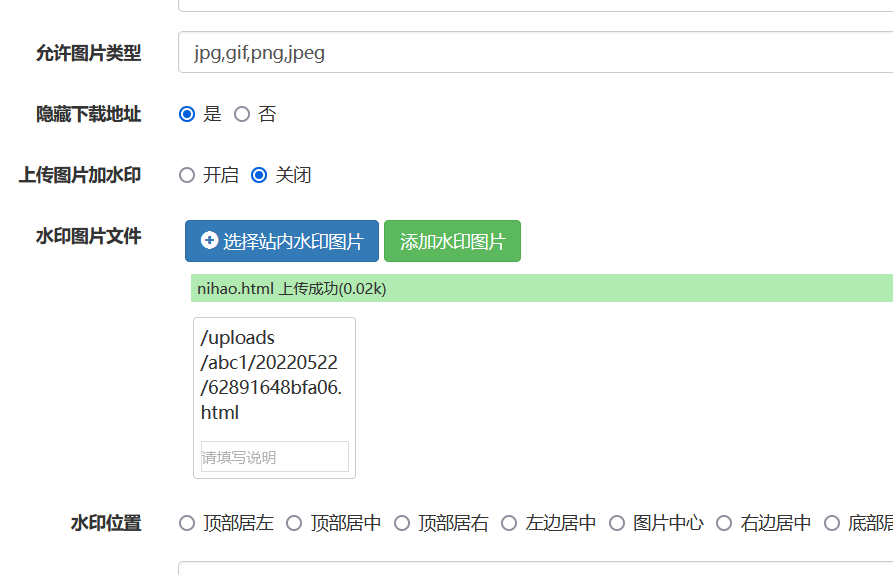 允许图片类型 jpg,gif,png,jpeg
隐藏下载地址 是 否
上传图片加水印 开启 关闭
水印图片文件 选择站内水印图片 添加水印图片
nihao.html 上传成功(0.02k)
/uploads
/abc1/20220522
/62891648bfa06.
html
请填写说明
水印位置 顶部居左 顶部居中 顶部居右 左边居中 图片中心 右边居中 底部